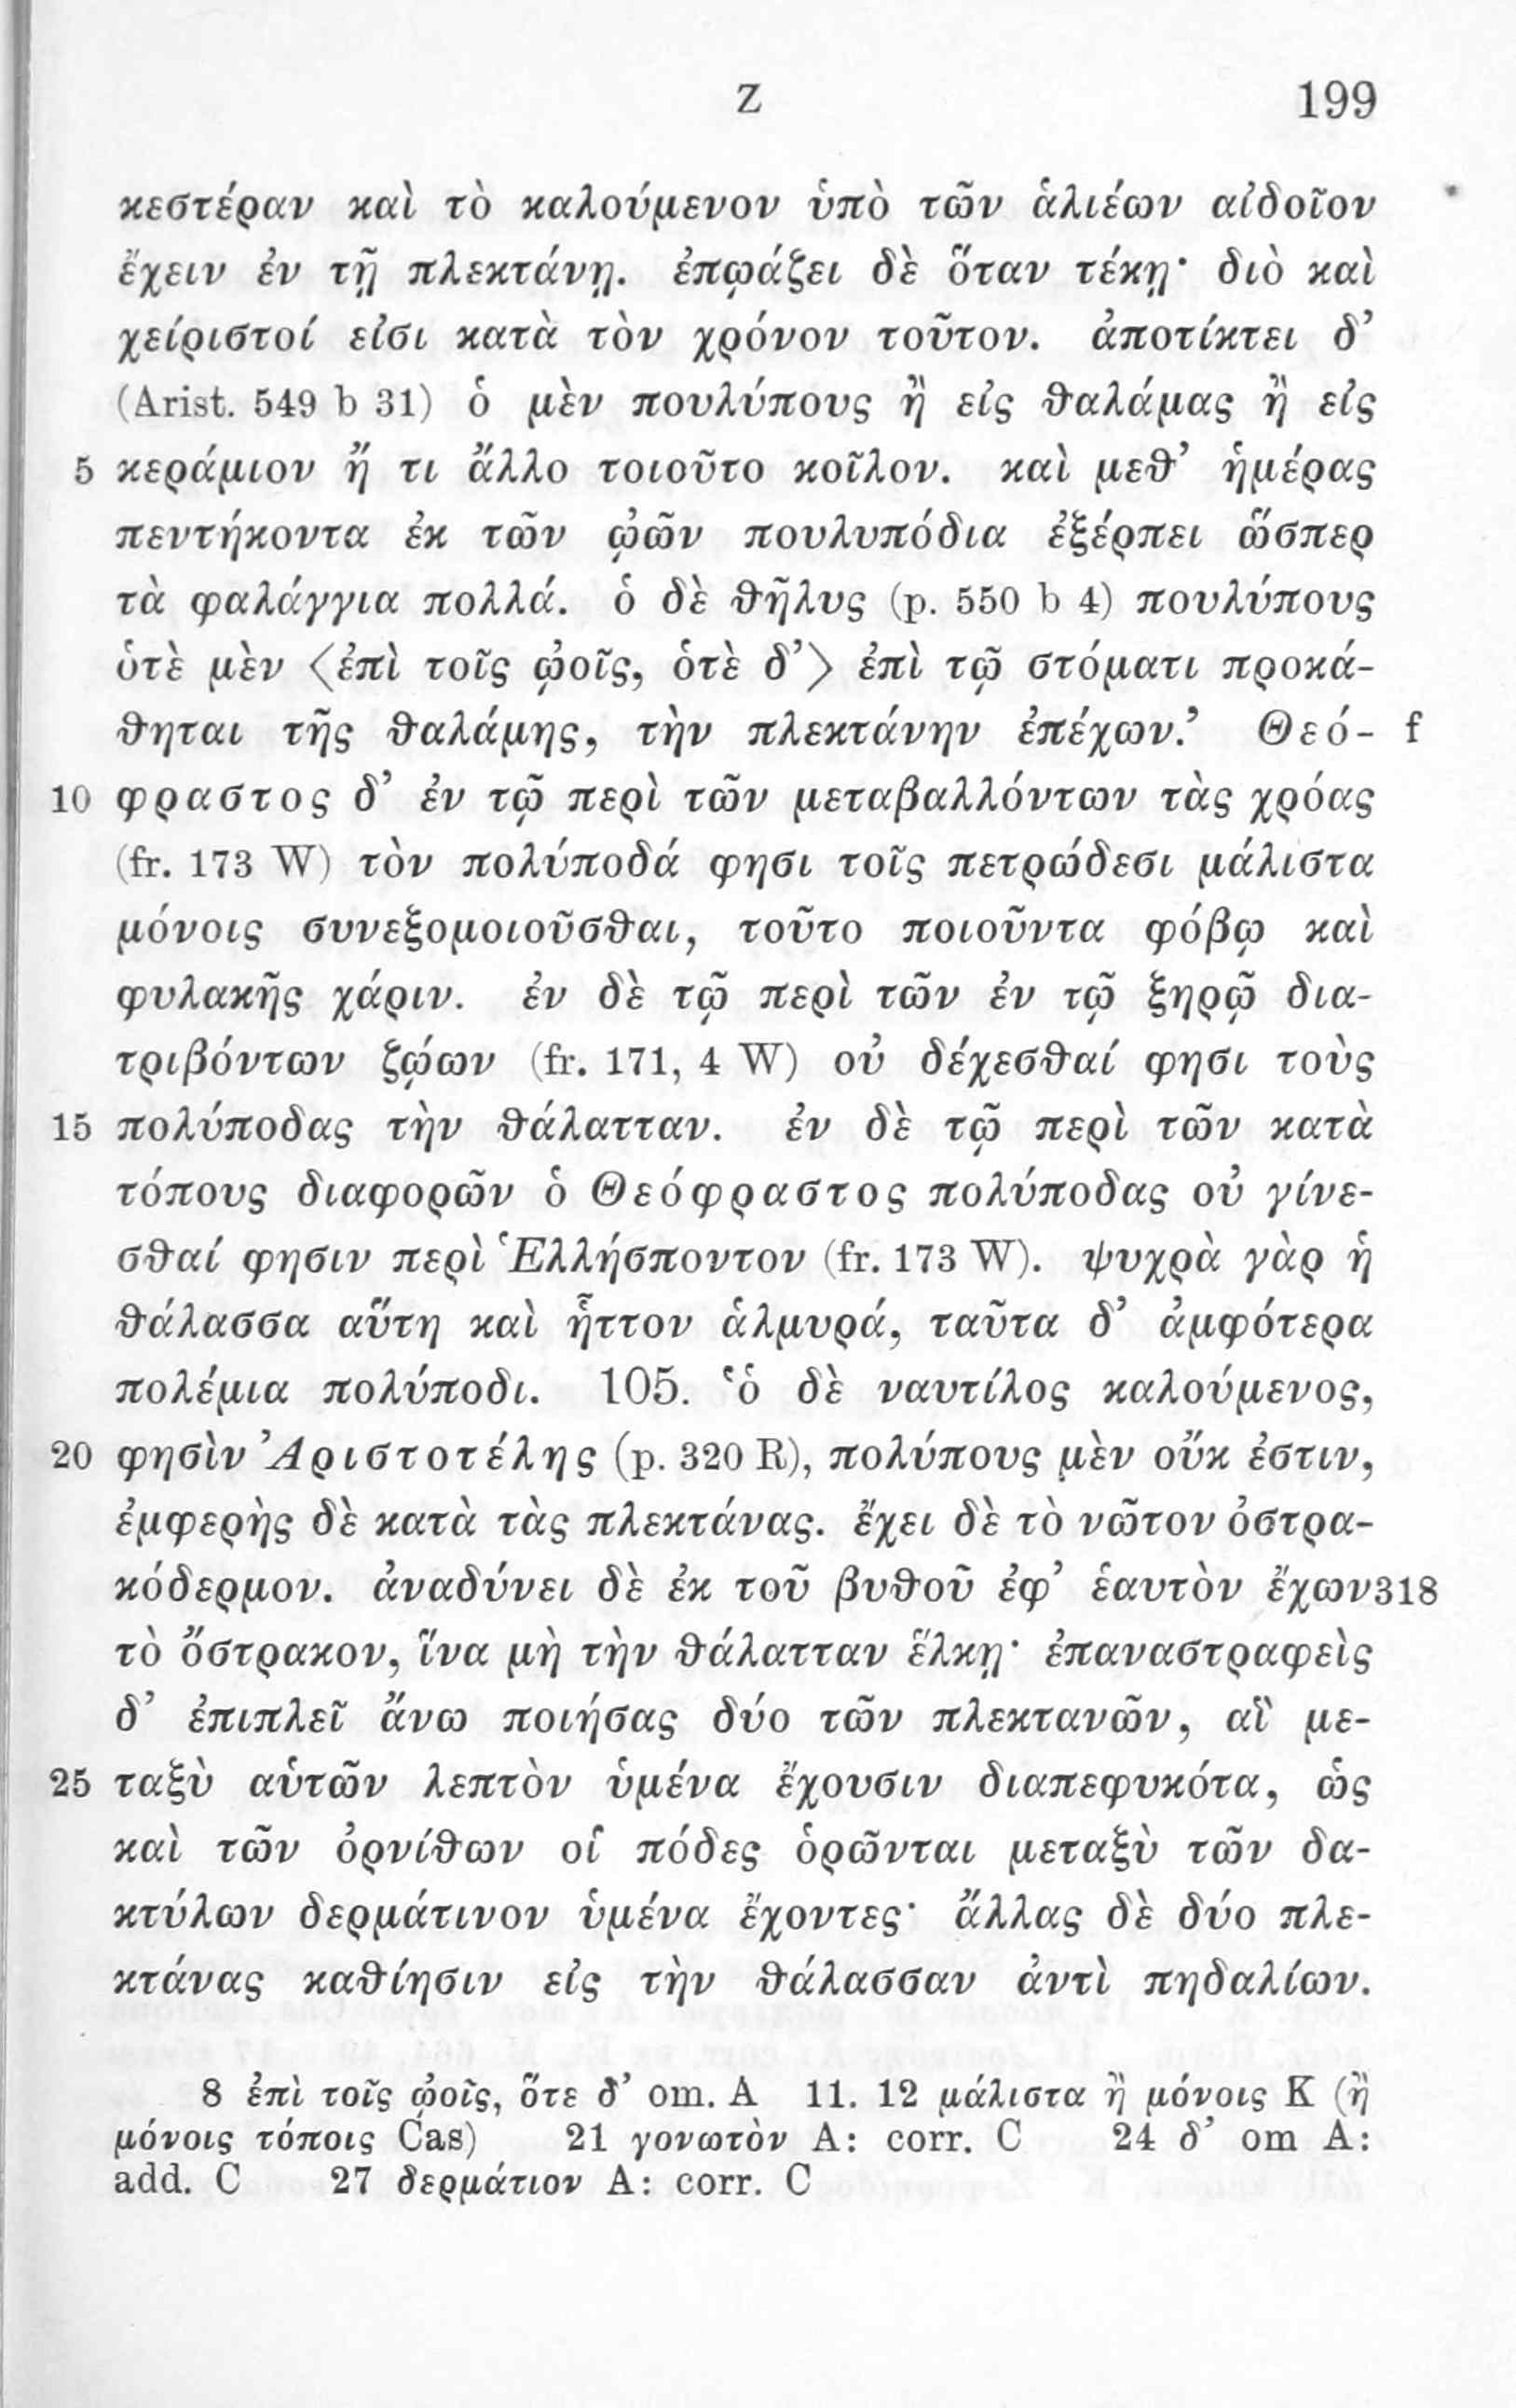 Z 199
κεστέραν καὶ τὸ καλούμενον ὑπὸ τῶν ἁλιέων αἰδοῖον
ἔχειν ἐν τῇ πλεκτάνῃ. ἐπῳάζει δὲ ὅταν τέκῃ· διὸ καὶ
χείριστοί εἰσι κατὰ τὸν χρόνον τοῦτον. ἀποτίκτει δ’
(Arist. 549 b 31) ὁ μὲν πουλύπους ἢ εἰς θαλάμας ἢ εἰς
5 κεράμιον ἤ τι ἄλλο τοιοῦτο κοῖλον. καὶ μεθ’ ἡμέρας
πεντήκοντα ἐκ τῶν ᾠῶν πουλυπόδια ἐξέρπει ὥσπερ
τὰ φαλάγγια πολλά. ὁ δὲ θῆλυς (p. 550 b 4) πουλύπους
ὁτὲ μὲν <ἐπὶ τοῖς ᾠοῖς, ὁτὲ δ’> ἐπὶ τῷ στόματι προκά-
θηται τῆς θαλάμης, τὴν πλεκτάνην ἐπέχων.’ Θεό- f
10 φραστος δ’ ἐν τῷ περὶ τῶν μεταβαλλόντων τὰς χρόας
(fr. 173 W) τὸν πολύποδά φησι τοῖς πετρώδεσι μάλιστα
μόνοις συνεξομοιοῦσθαι, τοῦτο ποιοῦντα φόβῳ καὶ
φυλακῆς χάριν. ἐν δὲ τῷ περὶ τῶν ἐν τῷ ξηρῷ δια-
τριβόντων ζῴων (fr. 171, 4 W) οὐ δέχεσθαί φησι τοὺς
15 πολύποδας τὴν θάλατταν. ἐν δὲ τῷ περὶ τῶν κατὰ
τόπους διαφορῶν ὁ Θεόφραστος πολύποδας οὐ γίνε-
σθαί φησιν περὶ Ἑλλήσποντον (fr. 173 W). ψυχρὰ γὰρ ἡ
θάλασσα αὕτη καὶ ἧττον ἁλμυρά, ταῦτα δ’ ἀμφότερα
πολέμια πολύποδι. 105. ‘ὁ δὲ ναυτίλος καλούμενος,
20 φησὶν Ἀριστοτέλης (p. 320 R), πολύπους μὲν οὔκ ἐστιν,
ἐμφερὴς δὲ κατὰ τὰς πλεκτάνας. ἔχει δὲ τὸ νῶτον ὀστρα-
κόδερμον. ἀναδύνει δὲ ἐκ τοῦ βυθοῦ ἐφ’ ἑαυτὸν ἔχων 318
τὸ ὄστρακον, ἵνα μὴ τὴν θάλατταν ἕλκῃ· ἐπαναστραφεὶς
δ’ ἐπιπλεῖ ἄνω ποιήσας δύο τῶν πλεκτανῶν, αἳ με-
25 ταξὺ αὑτῶν λεπτὸν ὑμένα ἔχουσιν διαπεφυκότα, ὡς
καὶ τῶν ὀρνίθων οἱ πόδες ὁρῶνται μεταξὺ τῶν δα-
κτύλων δερμάτινον ὑμένα ἔχοντες· ἄλλας δὲ δύο πλε-
κτάνας καθίησιν εἰς τὴν θάλασσαν ἀντὶ πηδαλίων.
8 ἐπὶ τοῖς ᾠοῖς, ὅτε δ’ om. A 11. 12 μάλιστα ἢ μόνοις K (ἢ
μόνοις τόποις Cas) 21 γονωτὸν A: corr. C 24 δ’ om A:
add. C 27 δερμάτιον A: corr. C